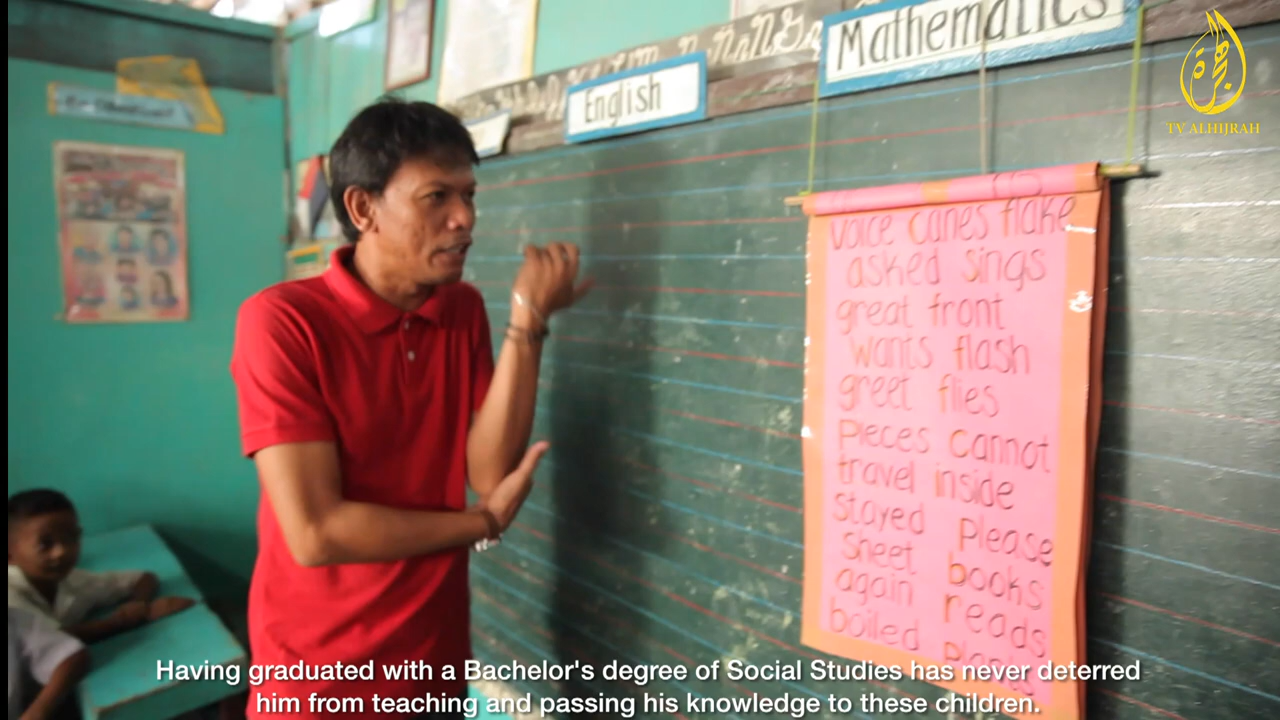 Mathematics
English
TV ALHIJRAH
voice canes flake
asked sings
great front
wants flash
greet flies
Pieces cannot
travel inside
stayed Please
sheet books
again reads
boiled
Having graduated with a Bachelor's degree of Social Studies has never deterred
him from teaching and passing his knowledge to these children.